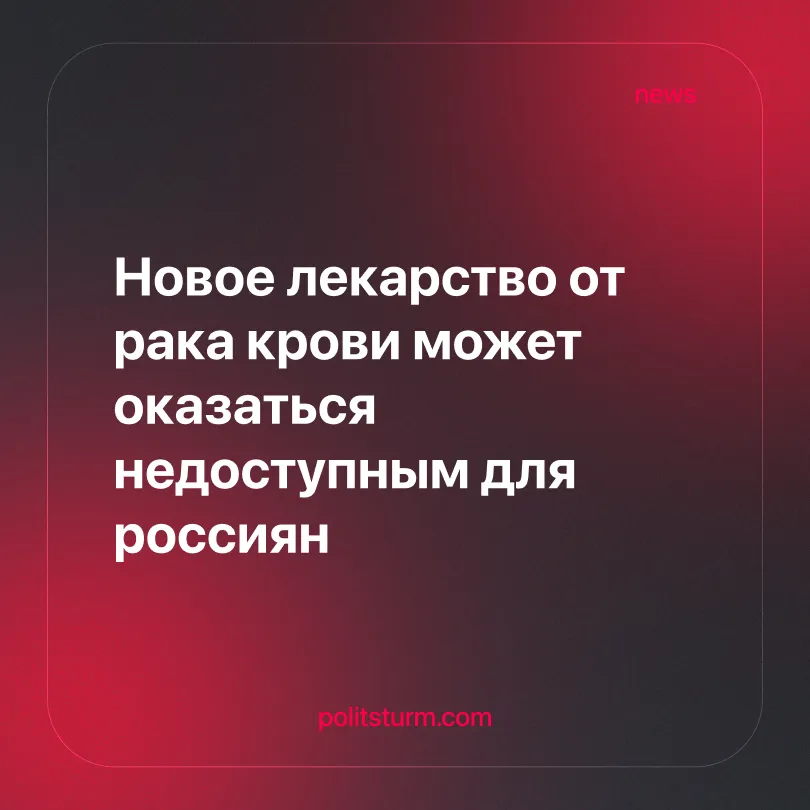 news
Новое лекарство от
рака крови может
оказаться
недоступным для
россиян
politsturm.com